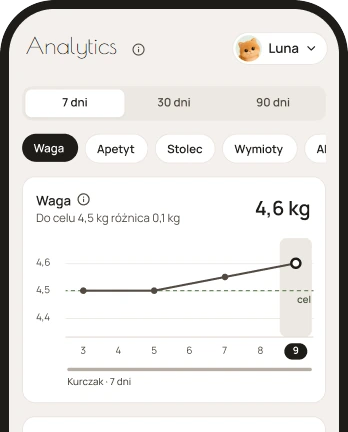 Analytics
Luna
7 dni 30 dni 90 dni
Waga Apetyt Stolec Wymioty
Waga
Do celu 4,5 kg różnica 0,1 kg
4,6 kg
4,6
4,5
cel
4,4
3 4 5 6 7 8 9
Kurczak · 7 dni